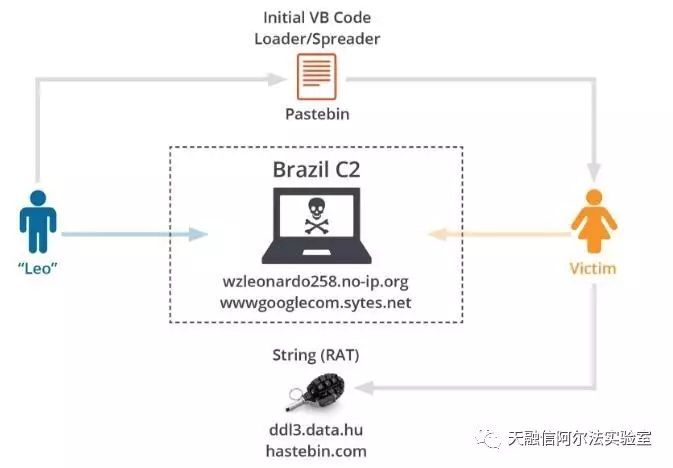 Initial VB Code
Loader/Spreader
Pastebin
Brazil C2
"Leo"
wzleonardo258.no-ip.org
wwwgooglecom.sytes.net
Victim
String (RAT)
ddl3.data.hu
hastebin.com
天融信阿尔法实验室